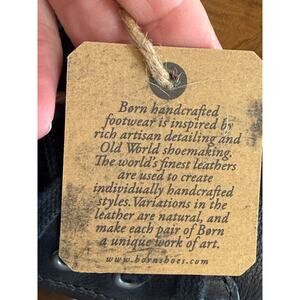 Børn handcrafted
footwear is inspired by
rich artisan detailing and
Old World shoemaking.
The world's finest leathers
are used to create
individually handcrafted
styles. Variations in the
leather are natural, and
make each pair of Børn
a unique work of art.
www.bornshoes.com